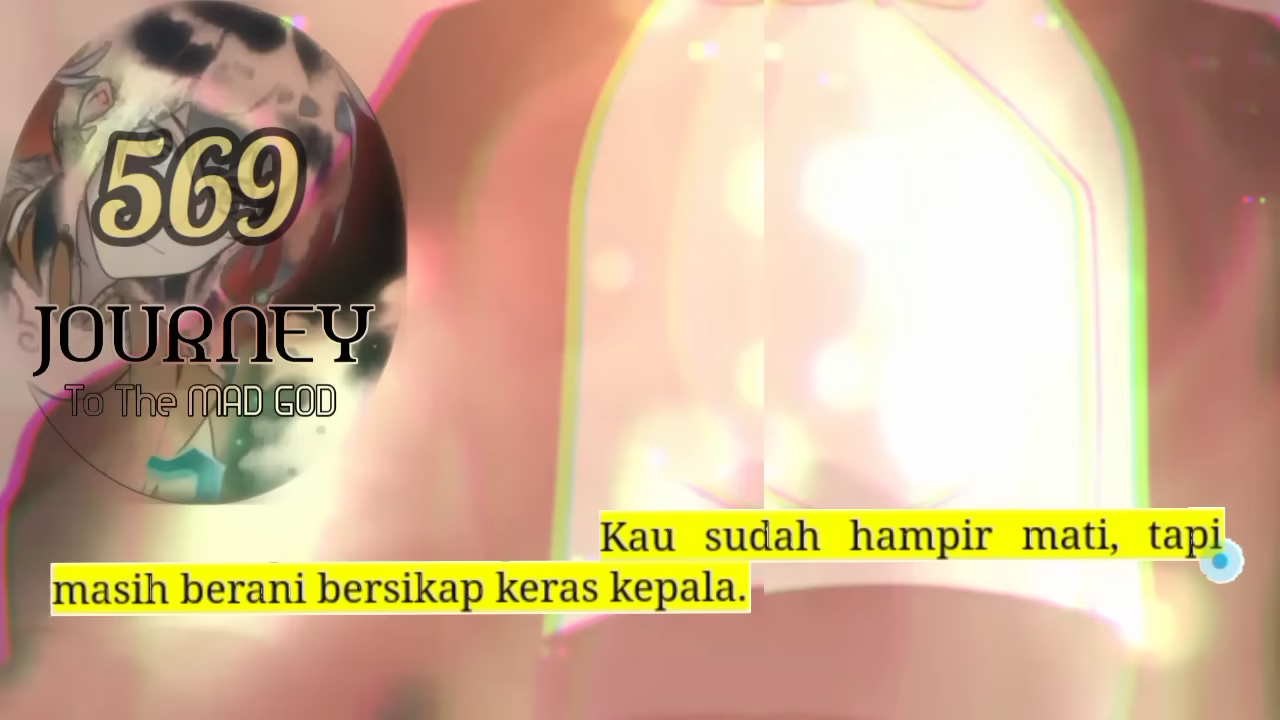 569
JOURNEY
To The MAD GOD
Kau sudah hampir mati, tapi
masih berani bersikap keras kepala.